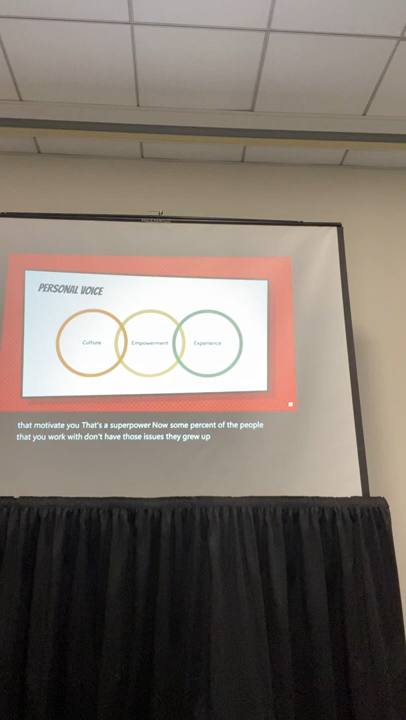 PERSONAL VOICE
Culture
Empowerment
Experience
that motivate you That's a superpower Now some percent of the people
that you work with don't have those issues they grew up